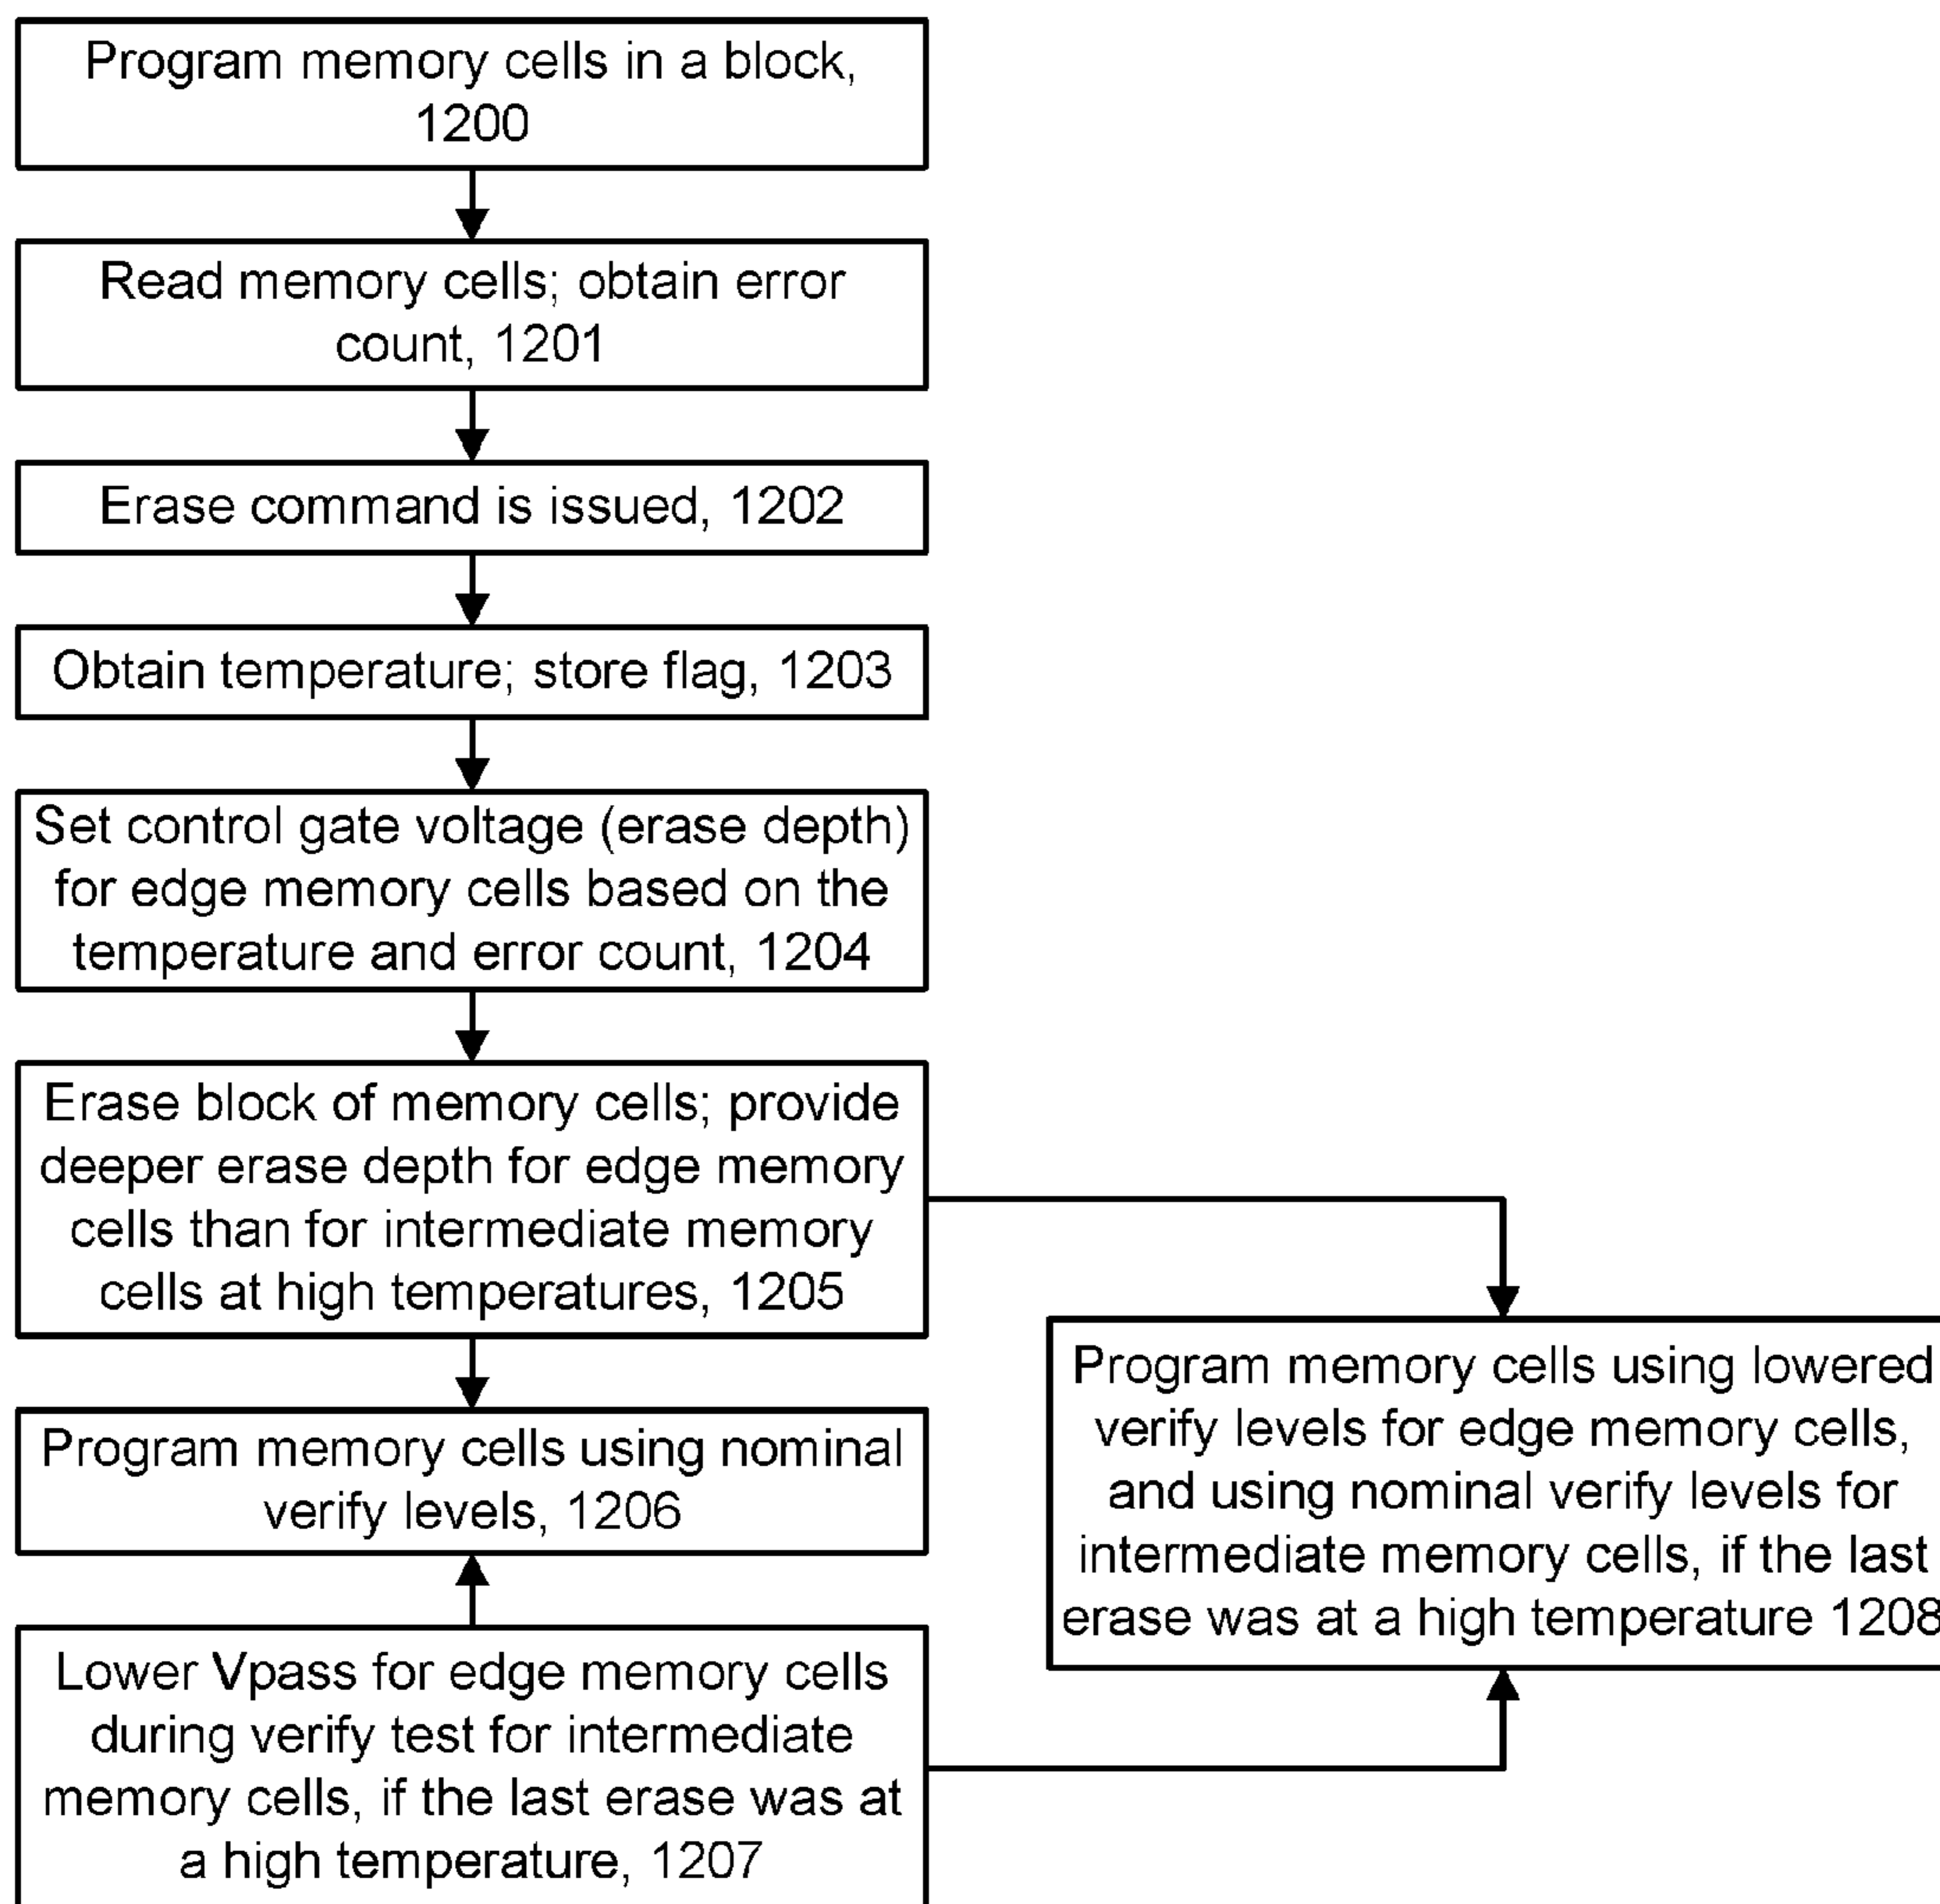 Program memory cells in a block,
1200
Read memory cells; obtain error
count, 1201
Erase command is issued, 1202
Obtain temperature; store flag, 1203
Set control gate voltage (erase depth)
for edge memory cells based on the
temperature and error count, 1204
Erase block of memory cells; provide
deeper erase depth for edge memory
cells than for intermediate memory
cells at high temperatures, 1205
Program memory cells using nominal
verify levels, 1206
Lower Vpass for edge memory cells
during verify test for intermediate
memory cells, if the last erase was at
a high temperature, 1207
Program memory cells using lowered
verify levels for edge memory cells,
and using nominal verify levels for
intermediate memory cells, if the last
erase was at a high temperature 1208